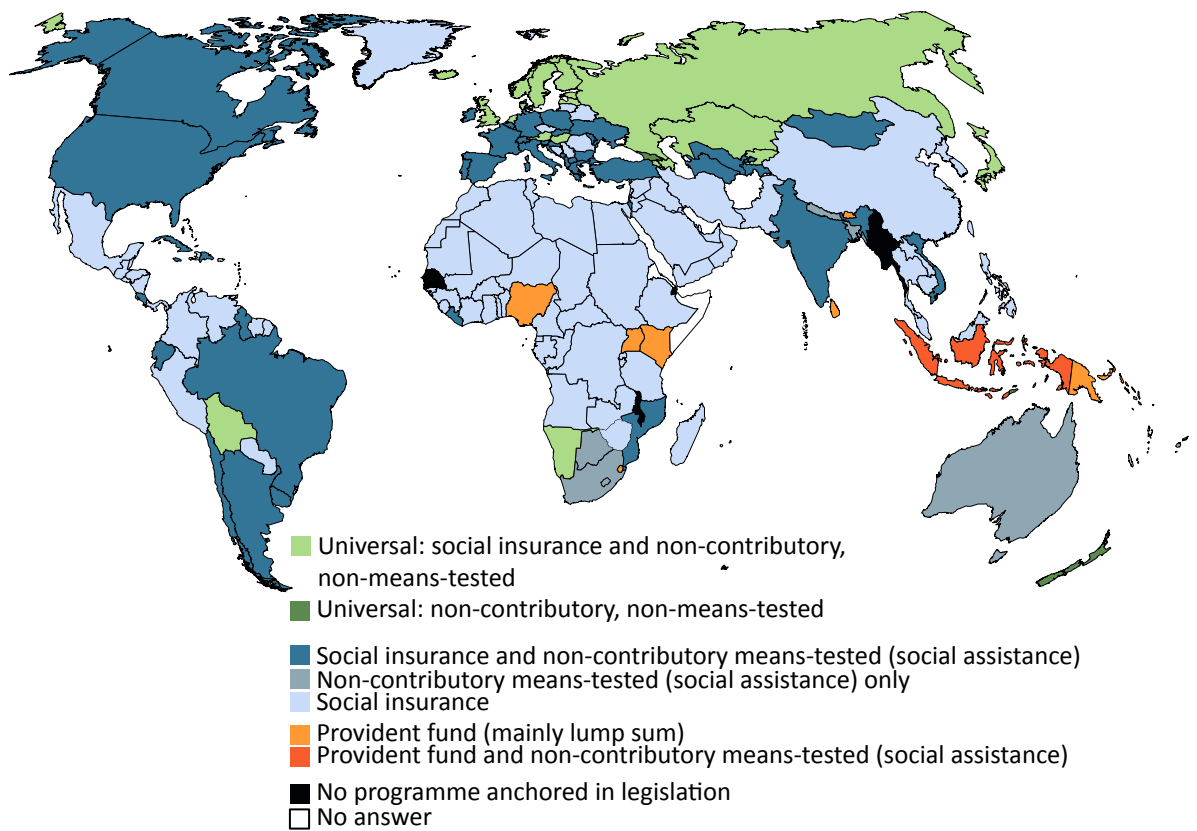 Universal: social insurance and non-contributory,
non-means-tested
Universal: non-contributory, non-means-tested
Social insurance and non-contributory means-tested (social assistance)
Non-contributory means-tested (social assistance) only
Social insurance
Provident fund (mainly lump sum)
Provident fund and non-contributory means-tested (social assistance)
No programme anchored in legislation
No answer